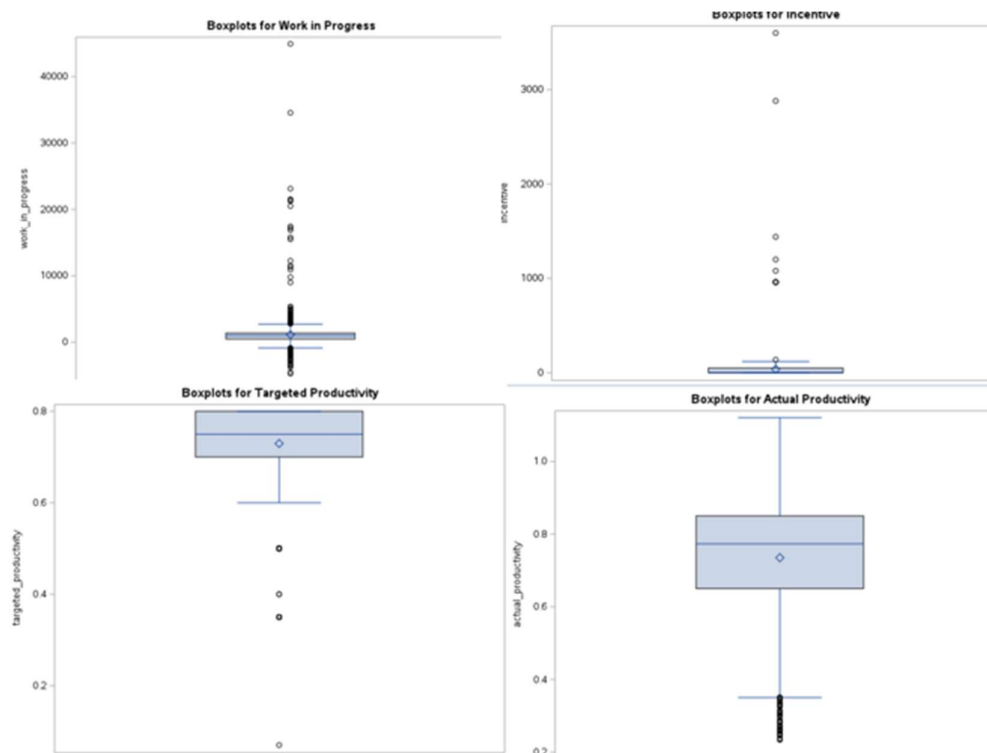 Boxplots for Work in Progress
40000
30000
20000
10000
0
work_in_progress
Boxplots for Incentive
3000
2000
1000
0
incentive
Boxplots for Targeted Productivity
0.8
0.6
0.4
0.2
targeted_productivity
Boxplots for Actual Productivity
1.0
0.8
0.6
0.4
0.2
actual_productivity